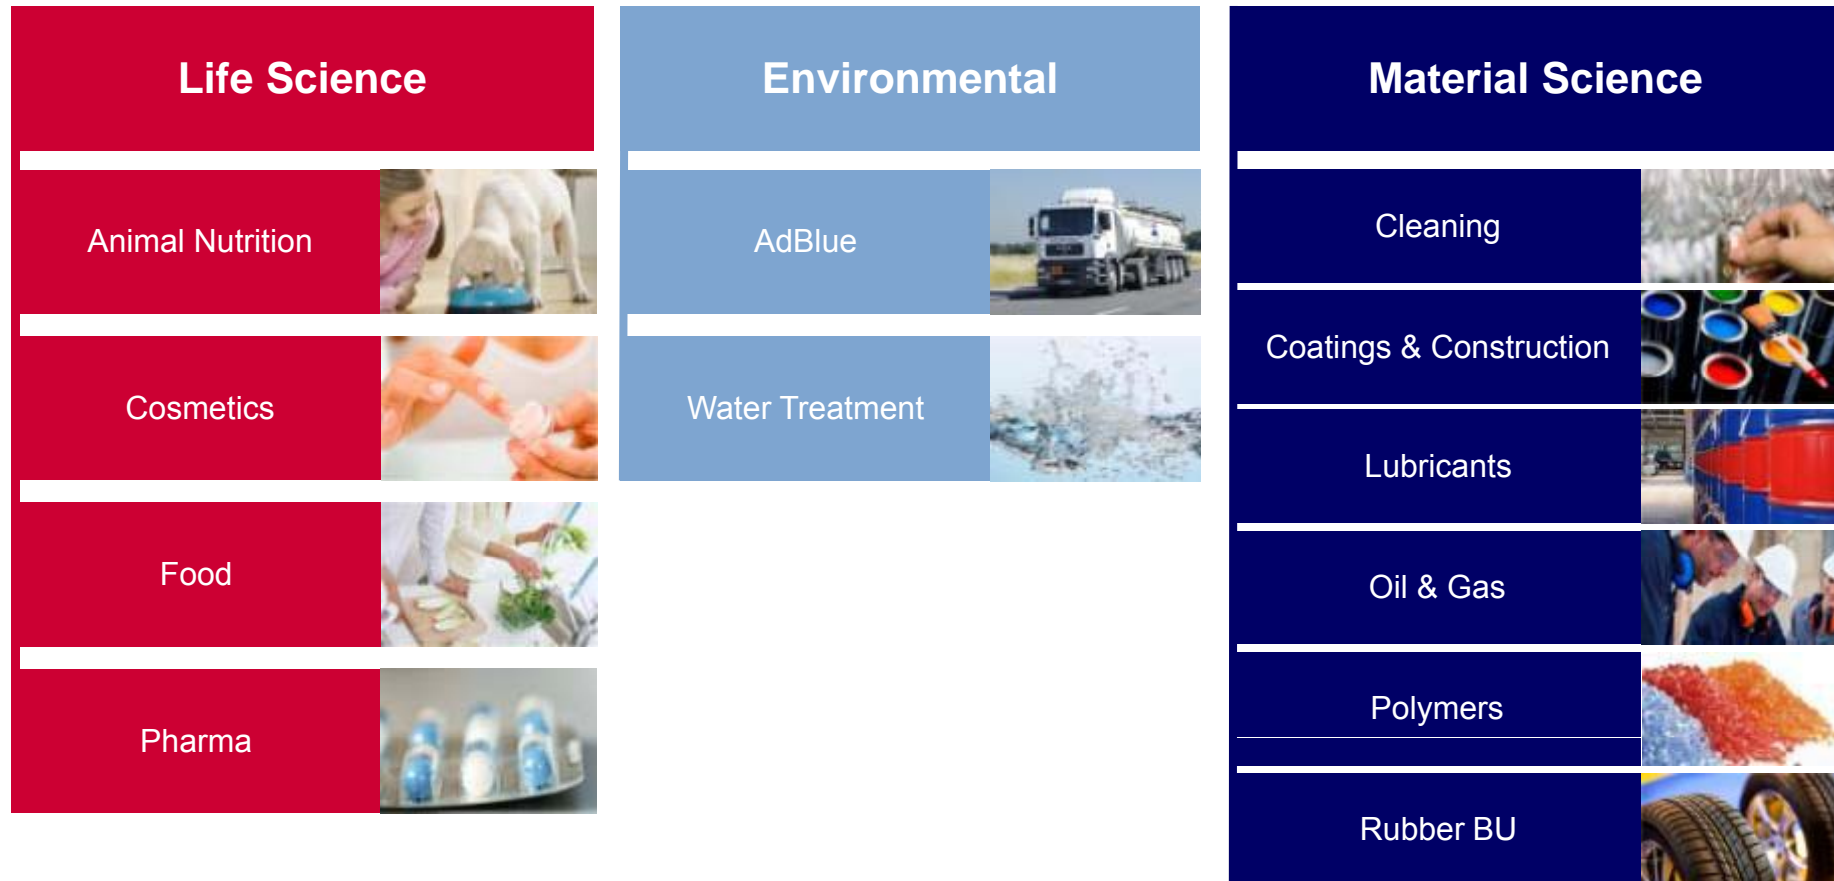 Life Science
Animal Nutrition
Cosmetics
Food
Pharma
Environmental
AdBlue
Water Treatment
Material Science
Cleaning
Coatings & Construction
Lubricants
Oil & Gas
Polymers
Rubber BU